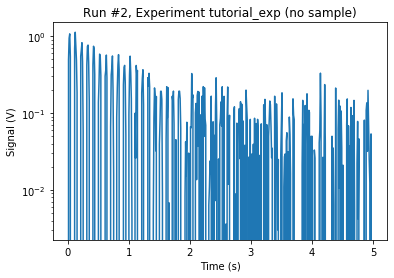 Run #2, Experiment tutorial_exp (no sample)
Signal (V)
10⁰
10⁻¹
10⁻²
0 1 2 3 4 5
Time (s)